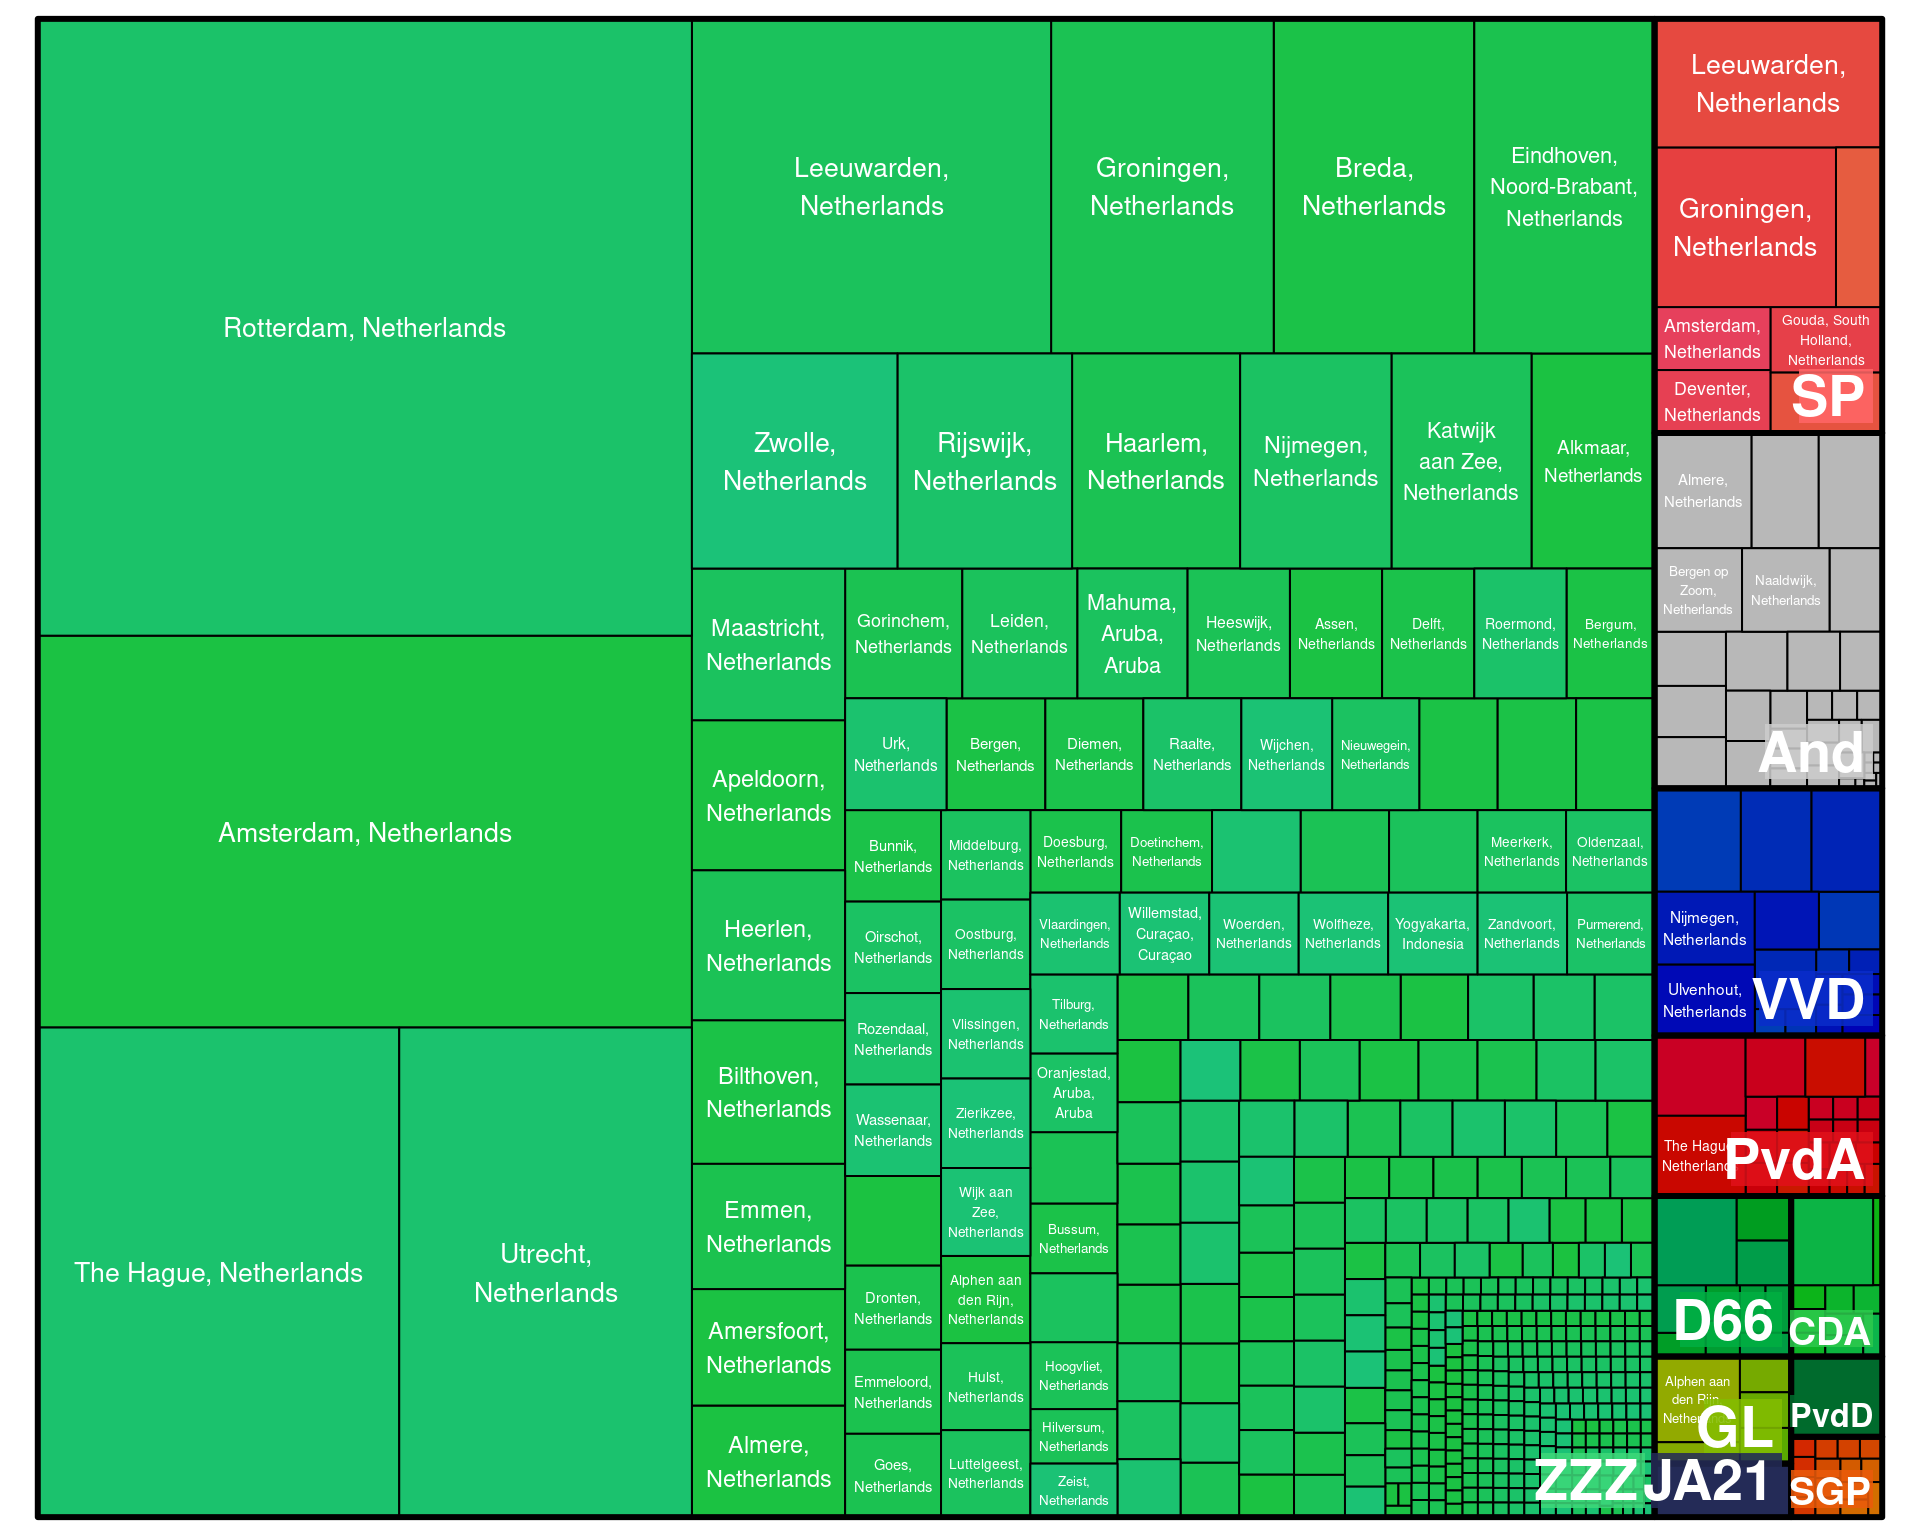 Rotterdam, Netherlands
Amsterdam, Netherlands
The Hague, Netherlands
Utrecht,
Netherlands
Leeuwarden,
Netherlands
Groningen,
Netherlands
Breda,
Netherlands
Eindhoven,
Noord-Brabant,
Netherlands
Zwolle,
Netherlands
Rijswijk,
Netherlands
Haarlem,
Netherlands
Nijmegen,
Netherlands
Katwijk
aan Zee,
Netherlands
Alkmaar,
Netherlands
Maastricht,
Netherlands
Apeldoorn,
Netherlands
Heerlen,
Netherlands
Bilthoven,
Netherlands
Emmen,
Netherlands
Amersfoort,
Netherlands
Almere,
Netherlands
Gorinchem,
Netherlands
Leiden,
Netherlands
Mahuma,
Aruba,
Aruba
Heeswijk,
Netherlands
Assen,
Netherlands
Delft,
Netherlands
Roermond,
Netherlands
Bergum,
Netherlands
Urk,
Netherlands
Bergen,
Netherlands
Diemen,
Netherlands
Raalte,
Netherlands
Wijchen,
Netherlands
Nieuwegein,
Netherlands
Bunnik,
Netherlands
Oirschot,
Netherlands
Rozendaal,
Netherlands
Wassenaar,
Netherlands
Dronten,
Netherlands
Emmeloord,
Netherlands
Goes,
Netherlands
Middelburg,
Netherlands
Oostburg,
Netherlands
Vlissingen,
Netherlands
Zierikzee,
Netherlands
Wijk aan
Zee,
Netherlands
Alphen aan
den Rijn,
Netherlands
Hulst,
Netherlands
Luttelgeest,
Netherlands
Doesburg,
Netherlands
Doetinchem,
Netherlands
Meerkerk,
Netherlands
Oldenzaal,
Netherlands
Vlaardingen,
Netherlands
Willemstad,
Curaçao,
Curaçao
Woerden,
Netherlands
Wolfheze,
Netherlands
Yogyakarta,
Indonesia
Zandvoort,
Netherlands
Purmerend,
Netherlands
Tilburg,
Netherlands
Oranjestad,
Aruba,
Aruba
Bussum,
Netherlands
Hoogvliet,
Netherlands
Hilversum,
Netherlands
Zeist,
Netherlands
ZZZ
Leeuwarden,
Netherlands
Groningen,
Netherlands
Amsterdam,
Netherlands
Gouda, South
Holland,
Netherlands
Deventer,
Netherlands
SP
Almere,
Netherlands
Bergen op
Zoom,
Netherlands
Naaldwijk,
Netherlands
And
Nijmegen,
Netherlands
Ulvenhout,
Netherlands
VVD
The Hague,
Netherlands
PvdA
D66
CDA
Alphen aan
den Rijn,
Netherlands
GL
PvdD
JA21
SGP